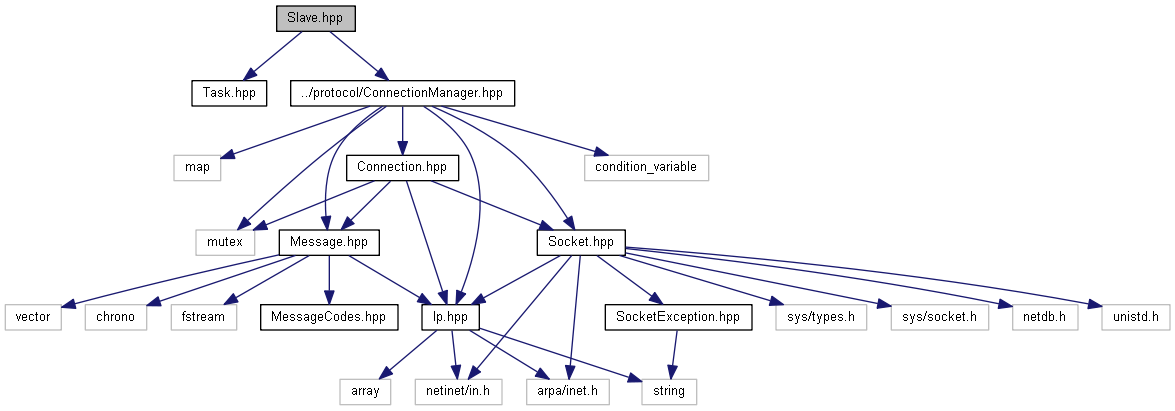 Slave.hpp
Task.hpp
../protocol/ConnectionManager.hpp
map
Connection.hpp
condition_variable
mutex
Message.hpp
Socket.hpp
vector
chrono
fstream
MessageCodes.hpp
Ip.hpp
SocketException.hpp
sys/types.h
sys/socket.h
netdb.h
unistd.h
array
netinet/in.h
arpa/inet.h
string